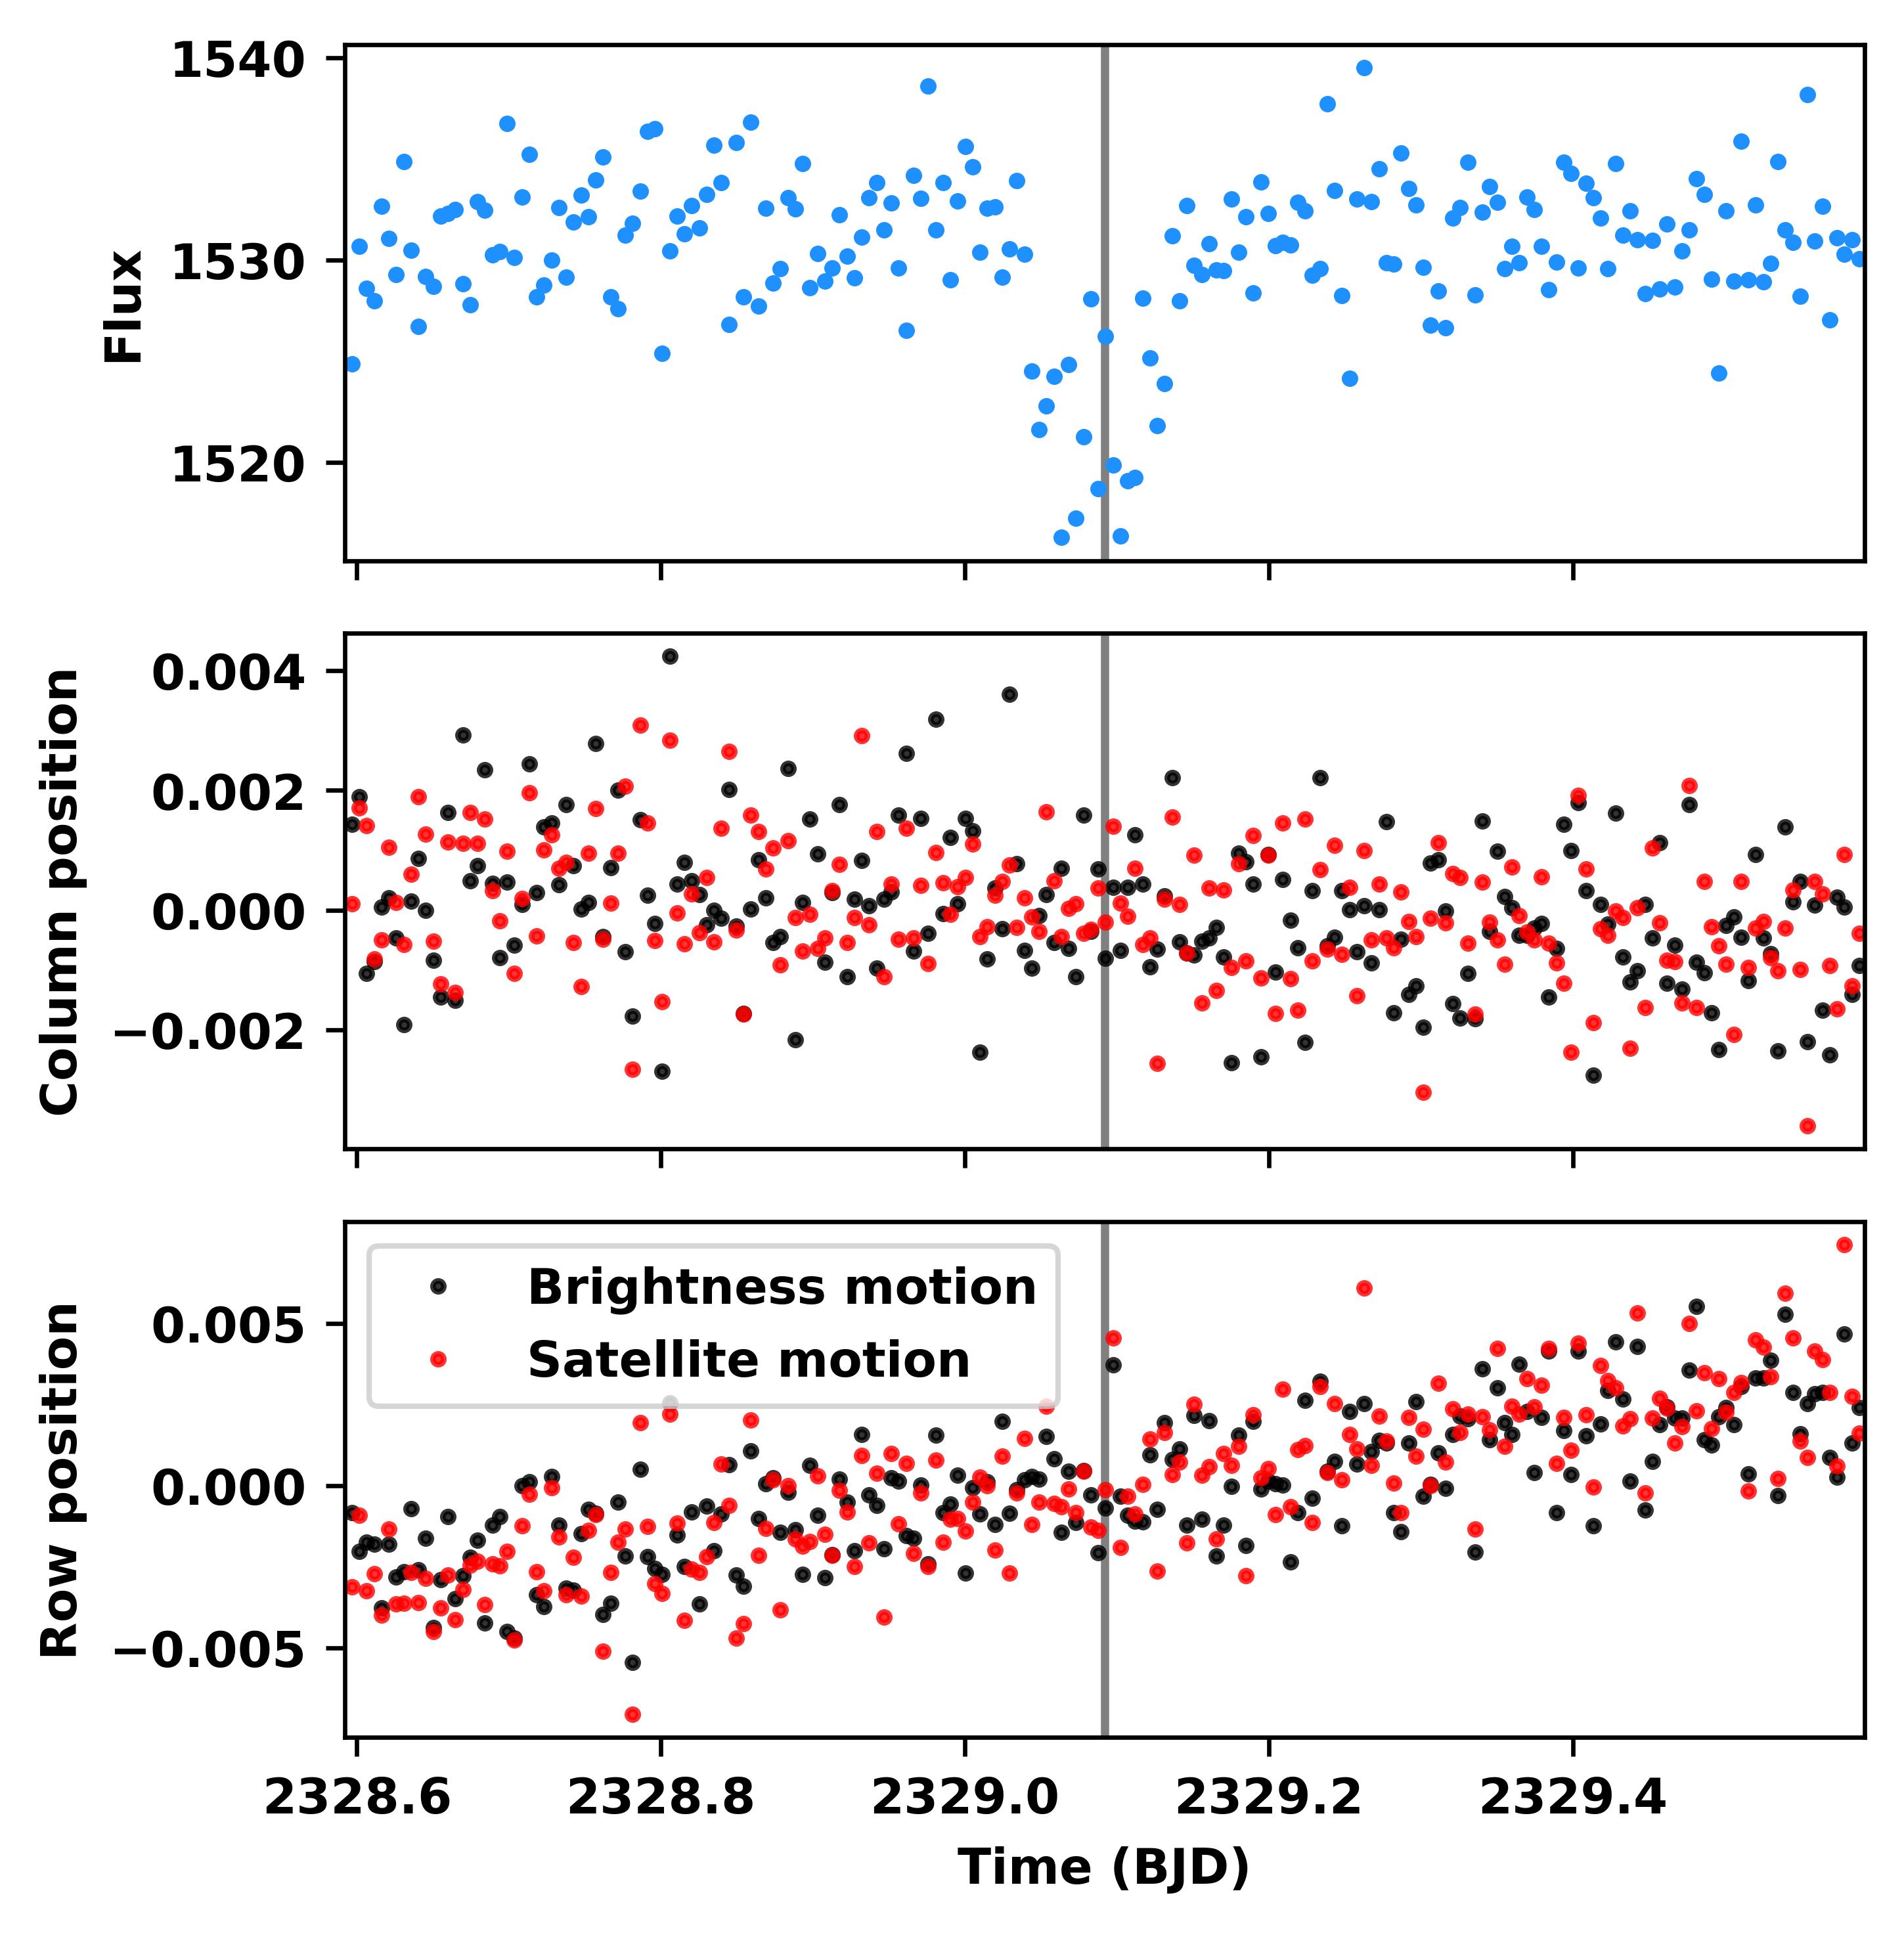 1540
1530
1520
Flux
0.004
0.002
0.000
−0.002
Column position
Brightness motion
Satellite motion
0.005
0.000
−0.005
Row position
2328.6 2328.8 2329.0 2329.2 2329.4
Time (BJD)